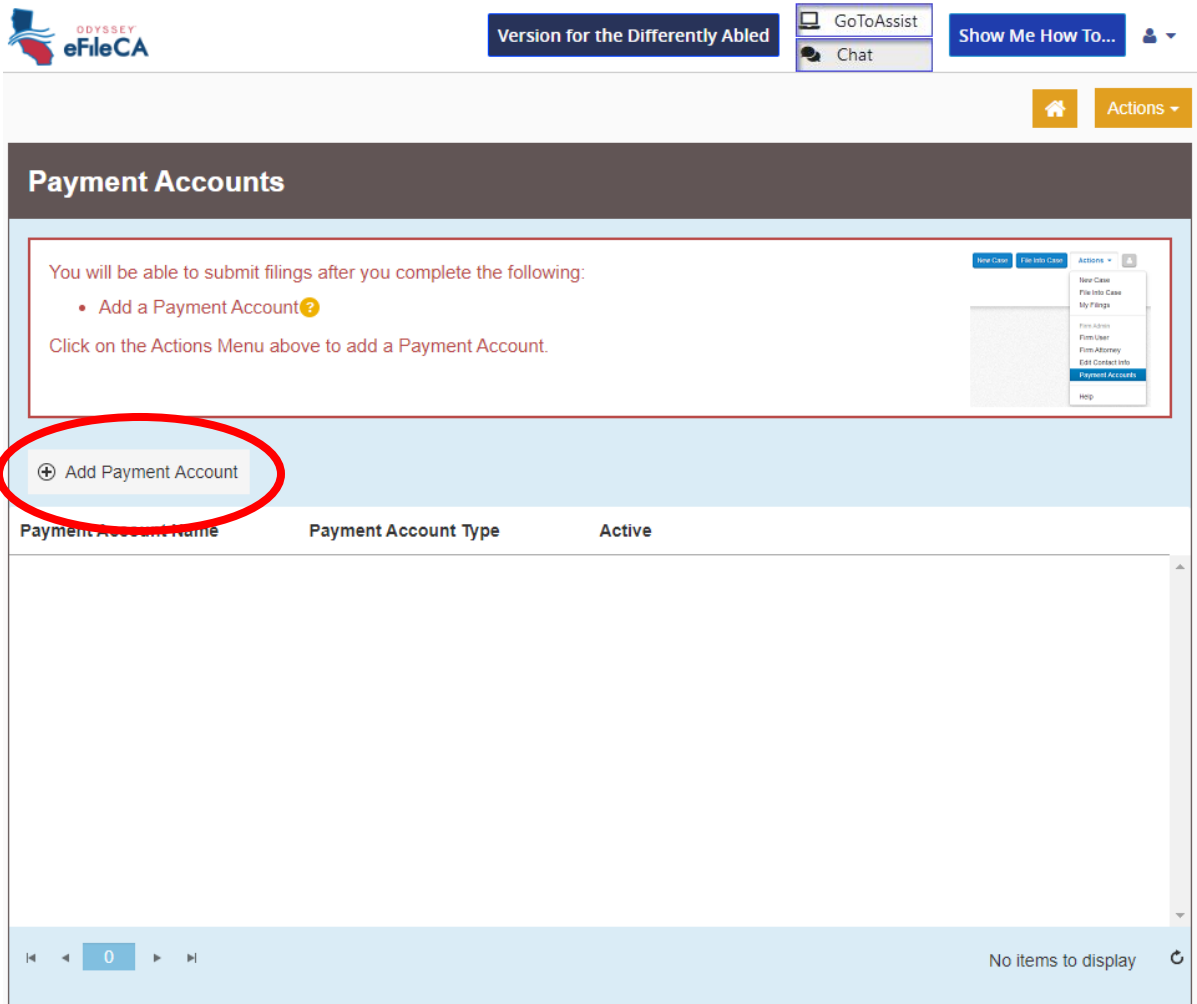 ODYSSEY
eFileCA
Version for the Differently Abled
GoToAssist
Chat
Show Me How To...
Actions
Payment Accounts
You will be able to submit filings after you complete the following:
• Add a Payment Account?
Click on the Actions Menu above to add a Payment Account.
New Case File Into Case Actions
New Case
File Into Case
My Filings
Firm Admin
Firm User
Firm Attorney
Edit Contact Info
Payment Accounts
Help
Add Payment Account
Payment Account Name Payment Account Type Active
0
No items to display